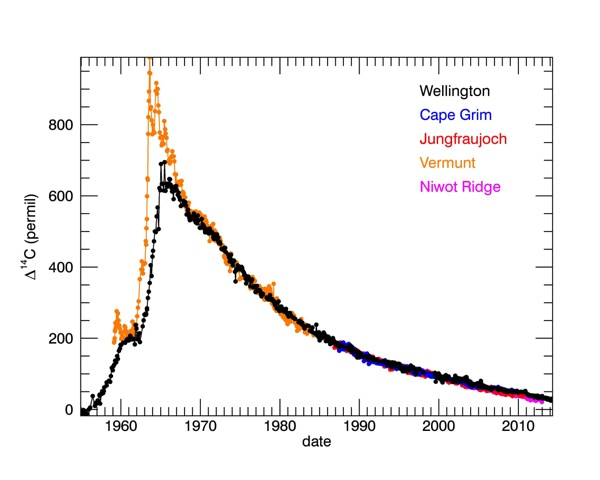 Wellington
Cape Grim
Jungfraujoch
Vermunt
Niwot Ridge
Δ¹⁴C (permil)
800
600
400
200
0
1960 1970 1980 1990 2000 2010
date